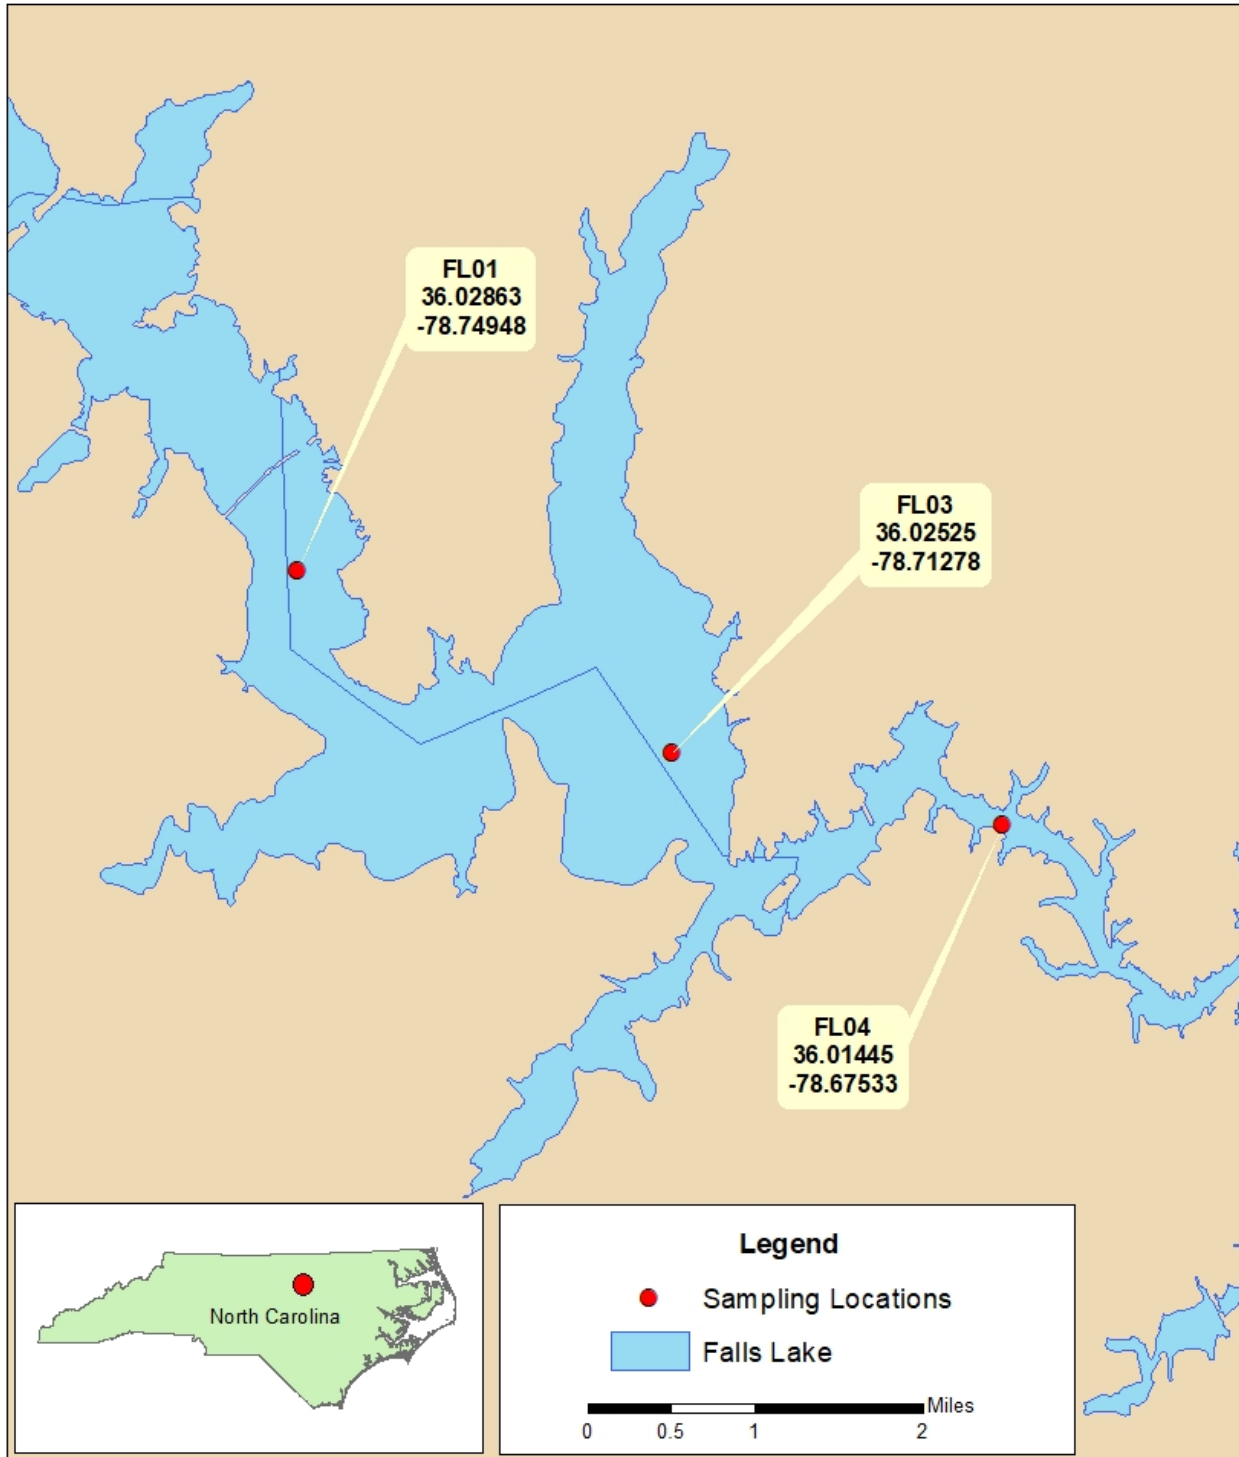 FL01
36.02863
-78.74948
FL03
36.02525
-78.71278
FL04
36.01445
-78.67533
North Carolina
Legend
Sampling Locations
Falls Lake
Miles
0 0.5 1 2